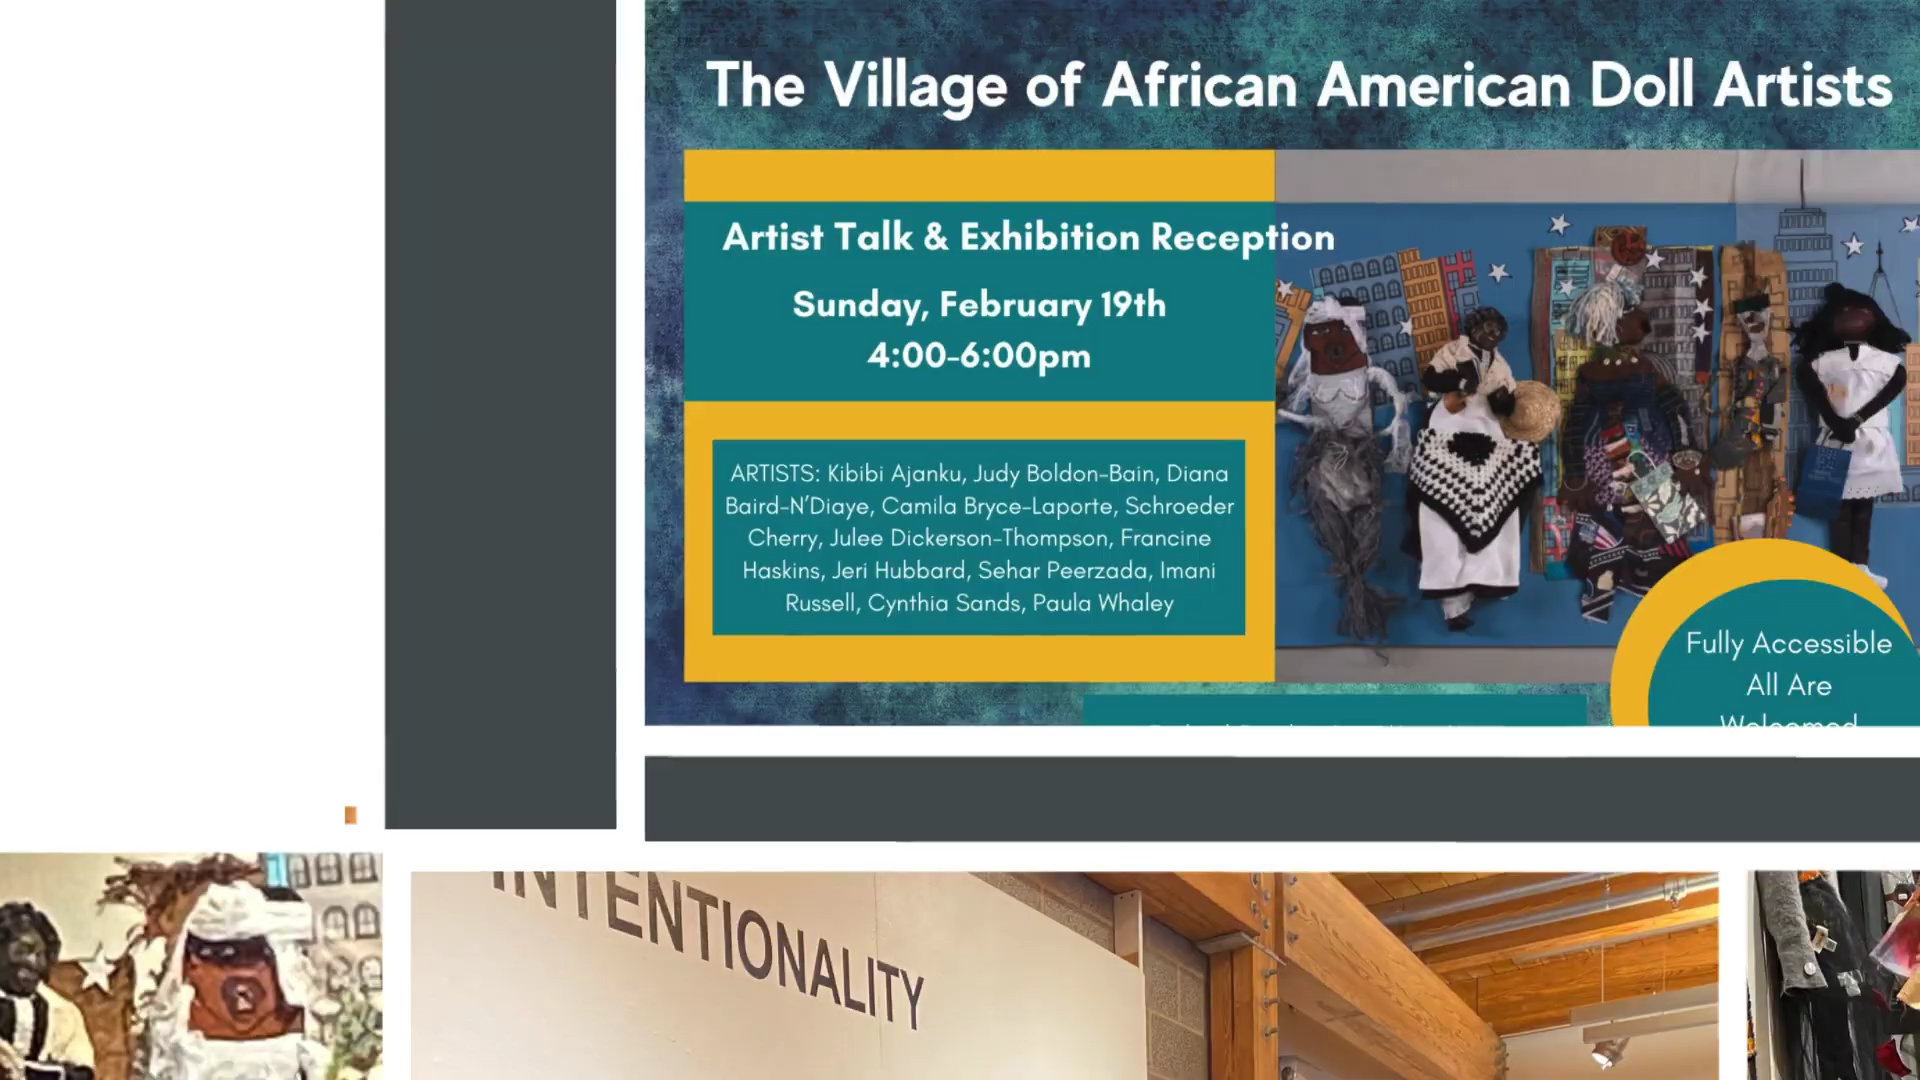 The Village of African American Doll Artists
Artist Talk & Exhibition Reception
Sunday, February 19th
4:00-6:00pm
ARTISTS: Kibibi Ajanku, Judy Boldon-Bain, Diana
Baird-N'Diaye, Camila Bryce-Laporte, Schroeder
Cherry, Julee Dickerson-Thompson, Francine
Haskins, Jeri Hubbard, Sehar Peerzada, Imani
Russell, Cynthia Sands, Paula Whaley
Fully Accessible
All Are
Welcomed
INTENTIONALITY